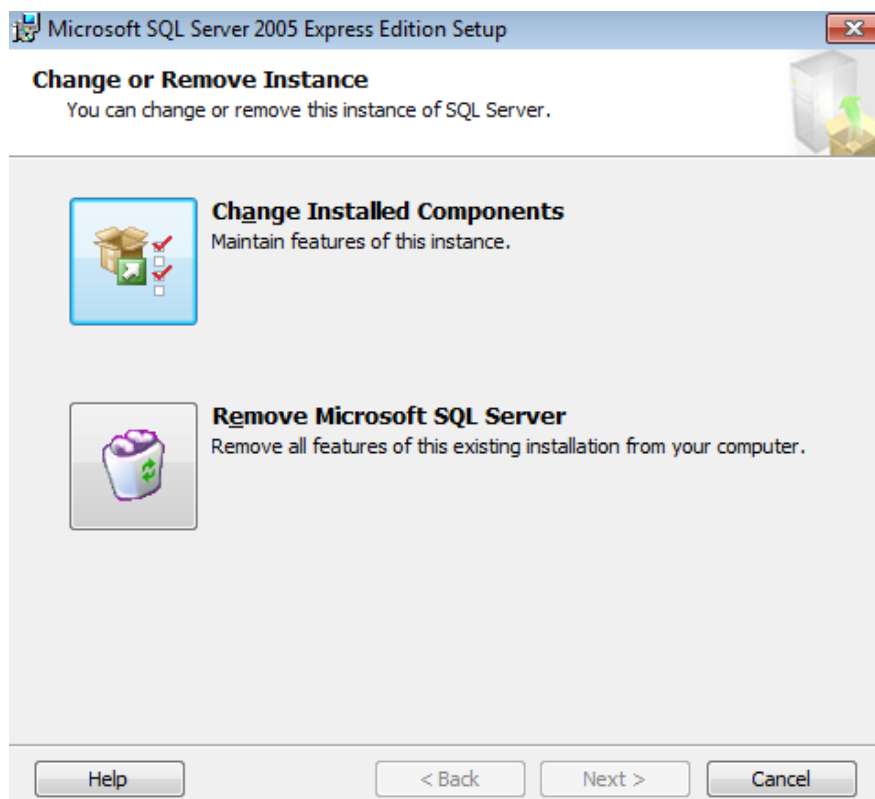 Microsoft SQL Server 2005 Express Edition Setup
Change or Remove Instance
You can change or remove this instance of SQL Server.
Change Installed Components
Maintain features of this instance.
Remove Microsoft SQL Server
Remove all features of this existing installation from your computer.
Help
< Back
Next >
Cancel